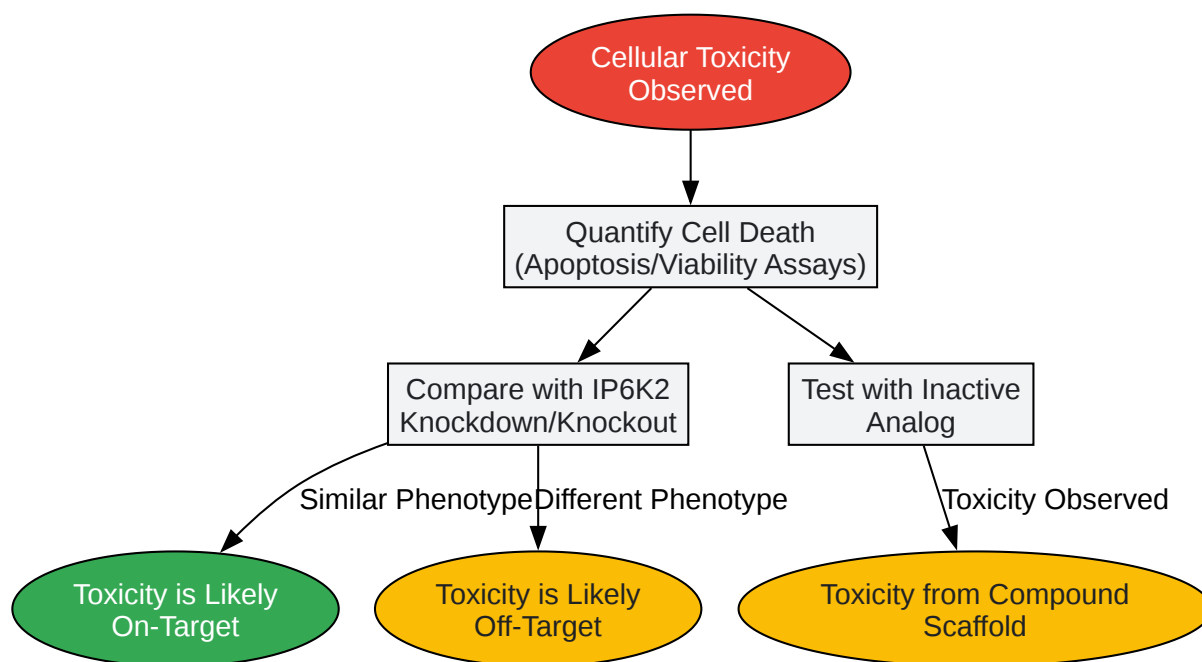 Cellular Toxicity
Observed
Quantify Cell Death
(Apoptosis/Viability Assays)
Compare with IP6K2
Knockdown/Knockout
Test with Inactive
Analog
Similar Phenotype
Different Phenotype
Toxicity Observed
Toxicity is Likely
On-Target
Toxicity is Likely
Off-Target
Toxicity from Compound
Scaffold